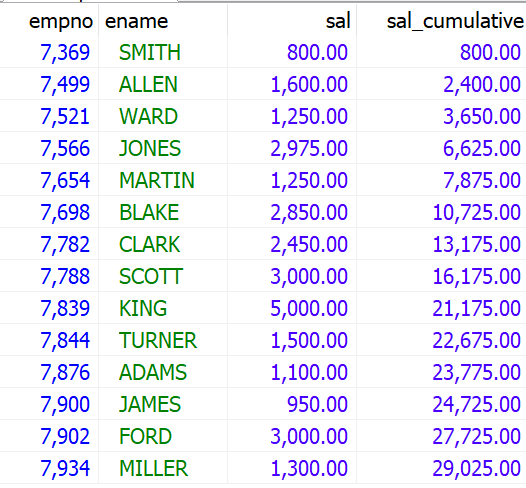 empno ename sal sal_cumulative
7,369 SMITH 800.00 800.00
7,499 ALLEN 1,600.00 2,400.00
7,521 WARD 1,250.00 3,650.00
7,566 JONES 2,975.00 6,625.00
7,654 MARTIN 1,250.00 7,875.00
7,698 BLAKE 2,850.00 10,725.00
7,782 CLARK 2,450.00 13,175.00
7,788 SCOTT 3,000.00 16,175.00
7,839 KING 5,000.00 21,175.00
7,844 TURNER 1,500.00 22,675.00
7,876 ADAMS 1,100.00 23,775.00
7,900 JAMES 950.00 24,725.00
7,902 FORD 3,000.00 27,725.00
7,934 MILLER 1,300.00 29,025.00